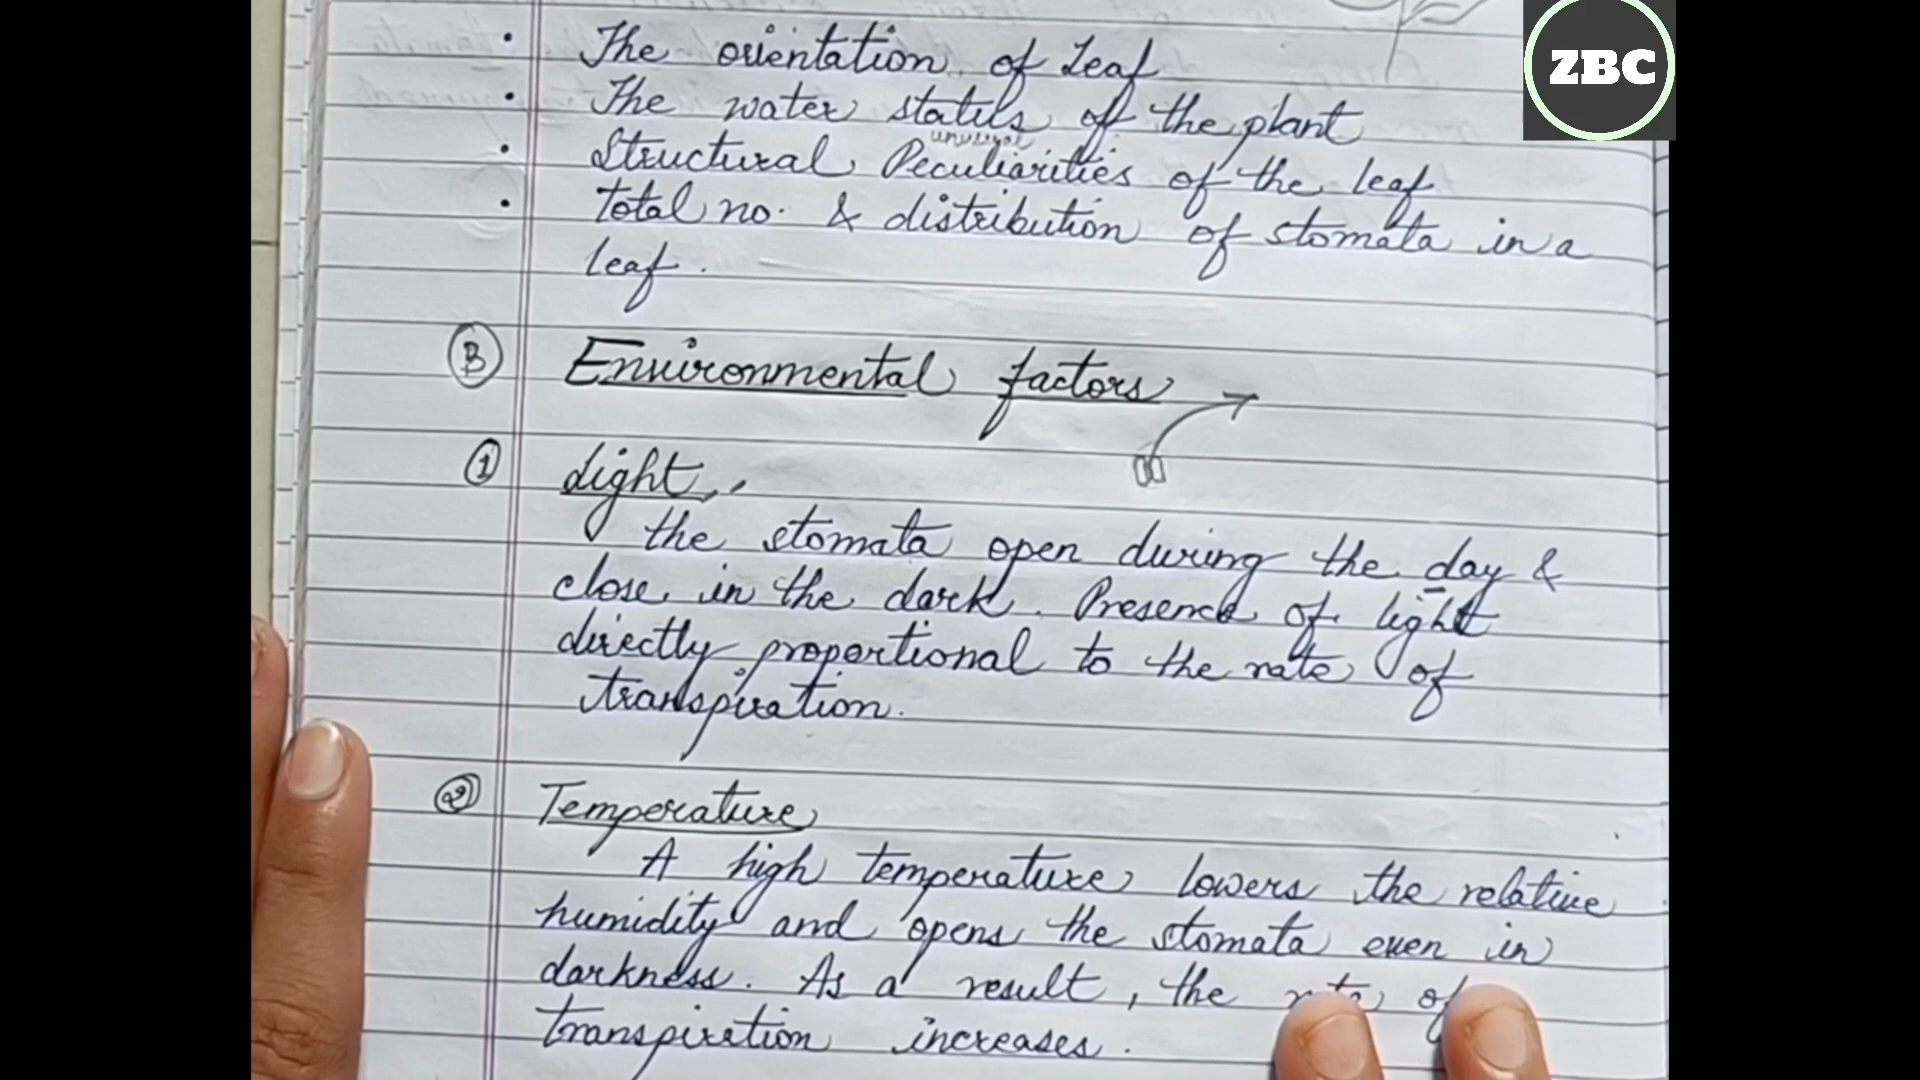 ZBC
• The orientation of Leaf
• The water status of the plant
unusual
• Structural Peculiarities of the leaf
• Total no. & distribution of stomata in a
leaf.
B Environmental factors
1 Light,
the stomata open during the day &
close in the dark. Presence of light
directly proportional to the rate of
transpiration.
2 Temperature
A high temperature lowers the relative
humidity and opens the stomata even in
darkness. As a result, the rate of
transpiration increases.